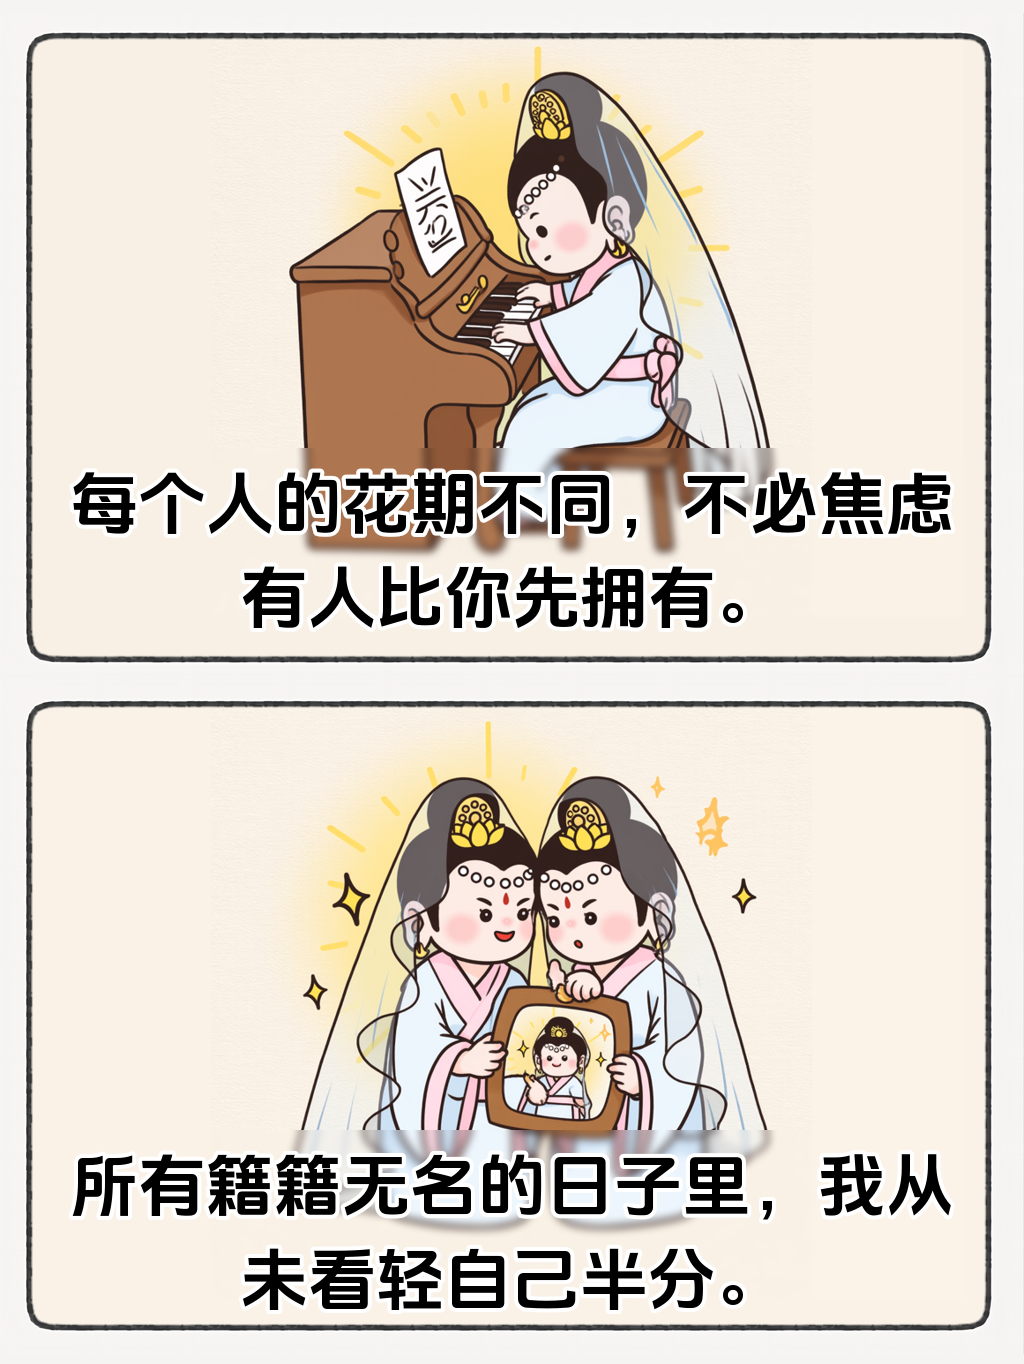 每个人的花期不同，不必焦虑
有人比你先拥有。
所有籍籍无名的日子里，我从
未看轻自己半分。